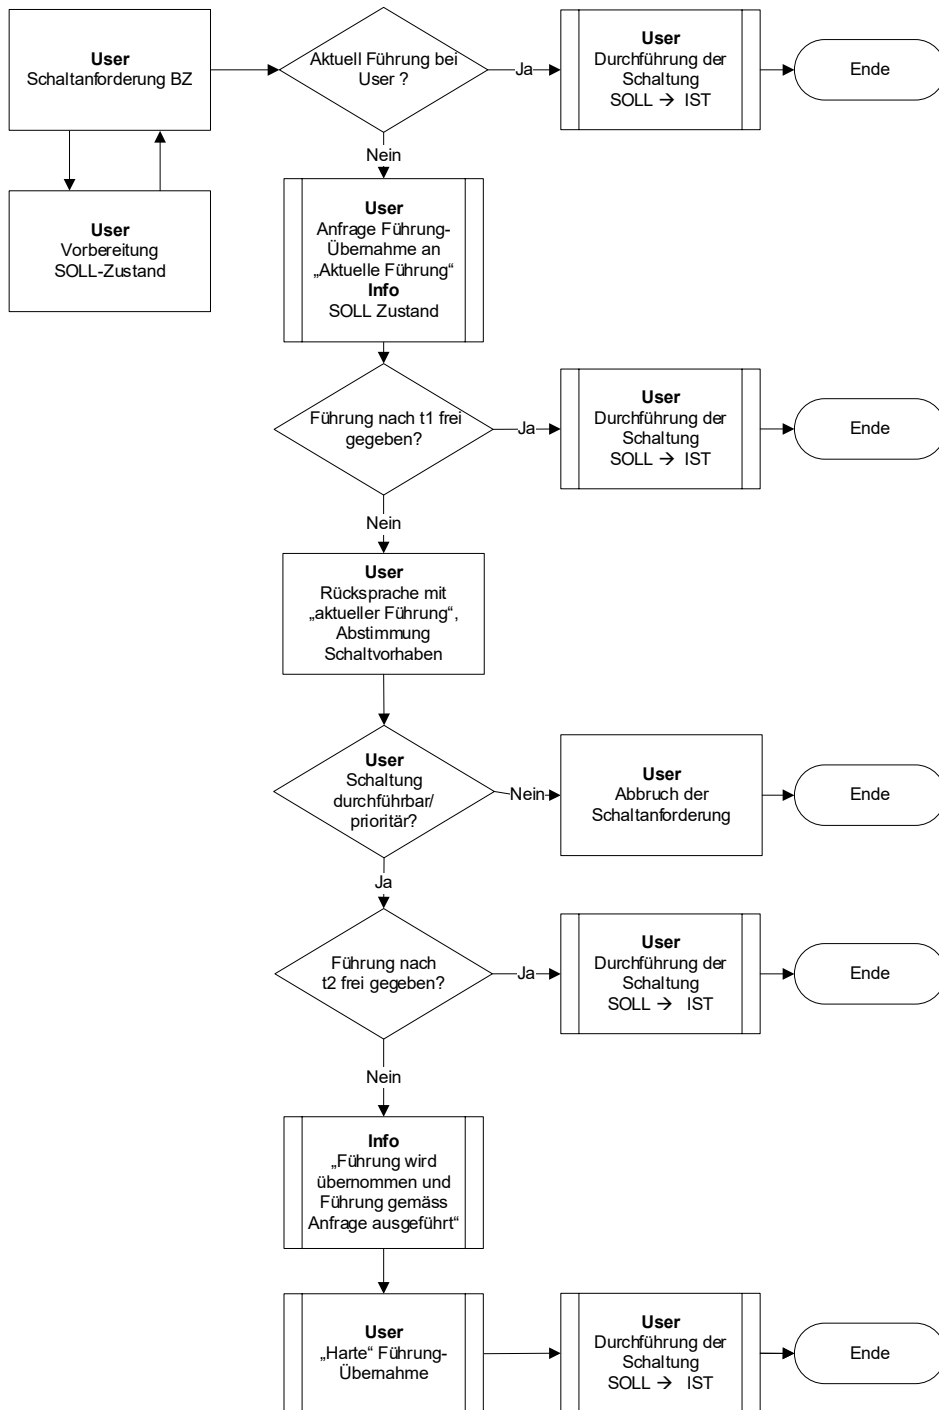 User
Schaltanforderung BZ
Aktuell Führung bei
User ?
Ja
User
Durchführung der
Schaltung
SOLL → IST
Ende
Nein
User
Vorbereitung
SOLL-Zustand
User
Anfrage Führung-
Übernahme an
„Aktuelle Führung“
Info
SOLL Zustand
Führung nach t1 frei
gegeben?
Ja
User
Durchführung der
Schaltung
SOLL → IST
Ende
Nein
User
Rücksprache mit
„aktueller Führung“,
Abstimmung
Schaltvorhaben
User
Schaltung
durchführbar/
prioritär?
Nein
User
Abbruch der
Schaltanforderung
Ende
Ja
Führung nach
t2 frei gegeben?
Ja
User
Durchführung der
Schaltung
SOLL → IST
Ende
Nein
Info
„Führung wird
übernommen und
Führung gemäss
Anfrage ausgeführt“
User
„Harte“ Führung-
Übernahme
User
Durchführung der
Schaltung
SOLL → IST
Ende